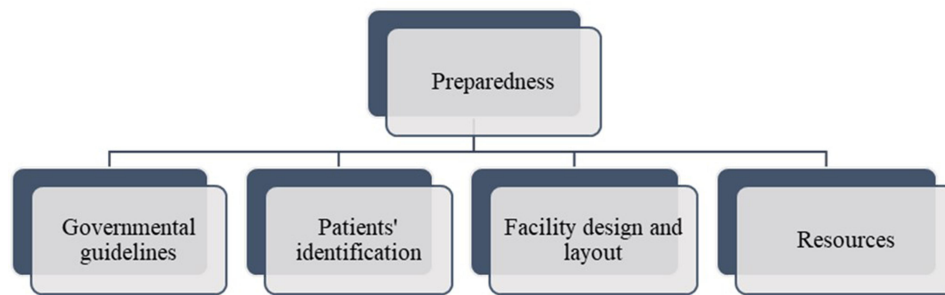 Preparedness
Governmental
guidelines
Patients'
identification
Facility design and
layout
Resources